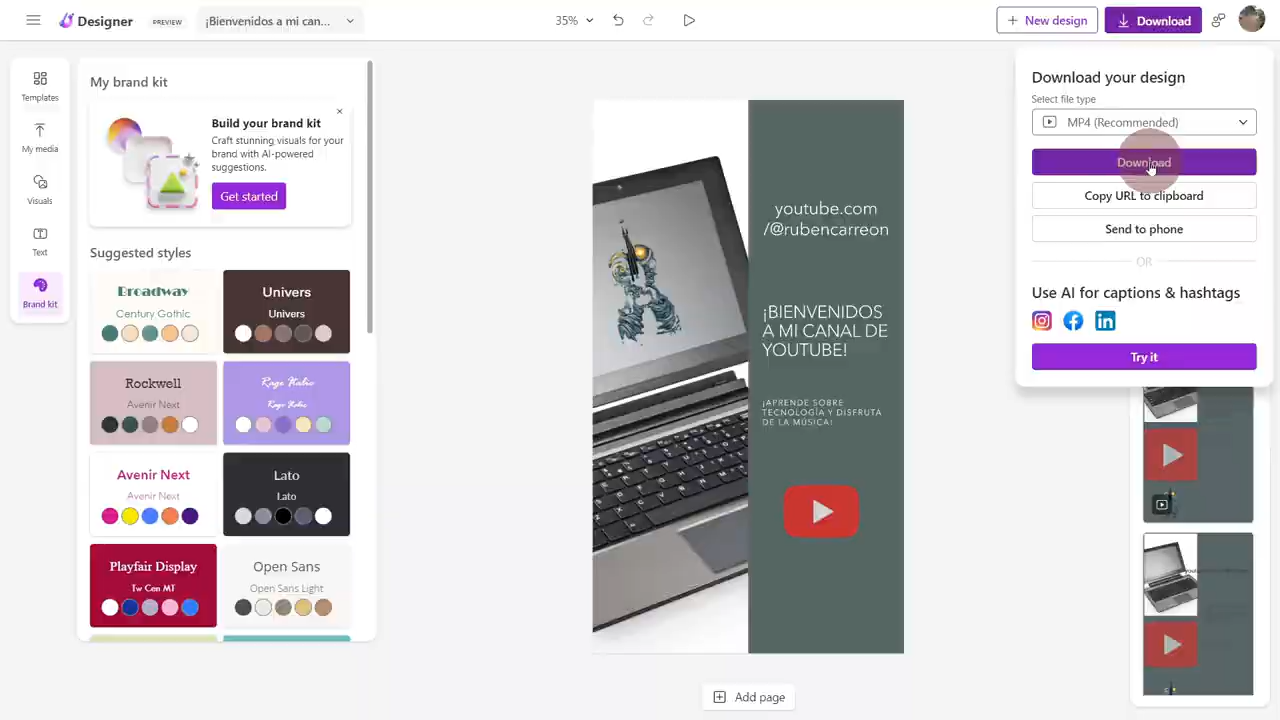 Designer
PREVIEW
¡Bienvenidos a mi can...
35%
New design
Download
Templates
My media
Visuals
Text
Brand kit
My brand kit
Build your brand kit
Craft stunning visuals for your
brand with AI-powered
suggestions.
Get started
Suggested styles
Broadway
Century Gothic
Univers
Univers
Rockwell
Avenir Next
Rage Italic
Rage Italic
Avenir Next
Avenir Next
Lato
Lato
Playfair Display
Tw Cen MT
Open Sans
Open Sans Light
youtube.com
/@rubencarreon
¡BIENVENIDOS
A MI CANAL DE
YOUTUBE!
¡APRENDE SOBRE
TECNOLOGÍA Y DISFRUTA
DE LA MÚSICA!
Add page
Download your design
Select file type
MP4 (Recommended)
Download
Copy URL to clipboard
Send to phone
OR
Use AI for captions & hashtags
Try it